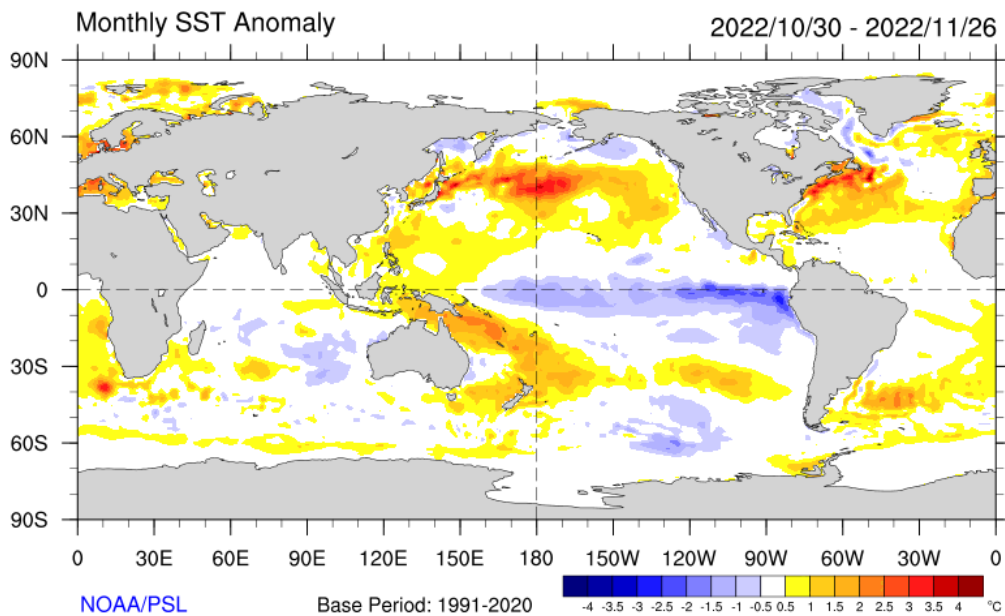 Monthly SST Anomaly 2022/10/30 - 2022/11/26
90N
60N
30N
0
30S
60S
90S
0 30E 60E 90E 120E 150E 180 150W 120W 90W 60W 30W 0
NOAA/PSL Base Period: 1991-2020
-4 -3.5 -3 -2.5 -2 -1.5 -1 -0.5 0.5 1 1.5 2 2.5 3 3.5 4 °C